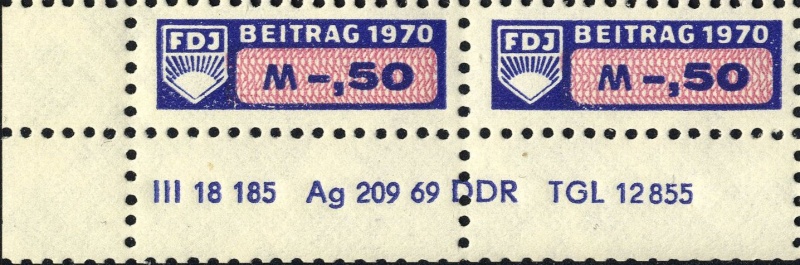 FDJ BEITRAG 1970 FDJ BEITRAG 1970
M -,50 M -,50
III 18 185 Ag 209 69 DDR TGL 12855